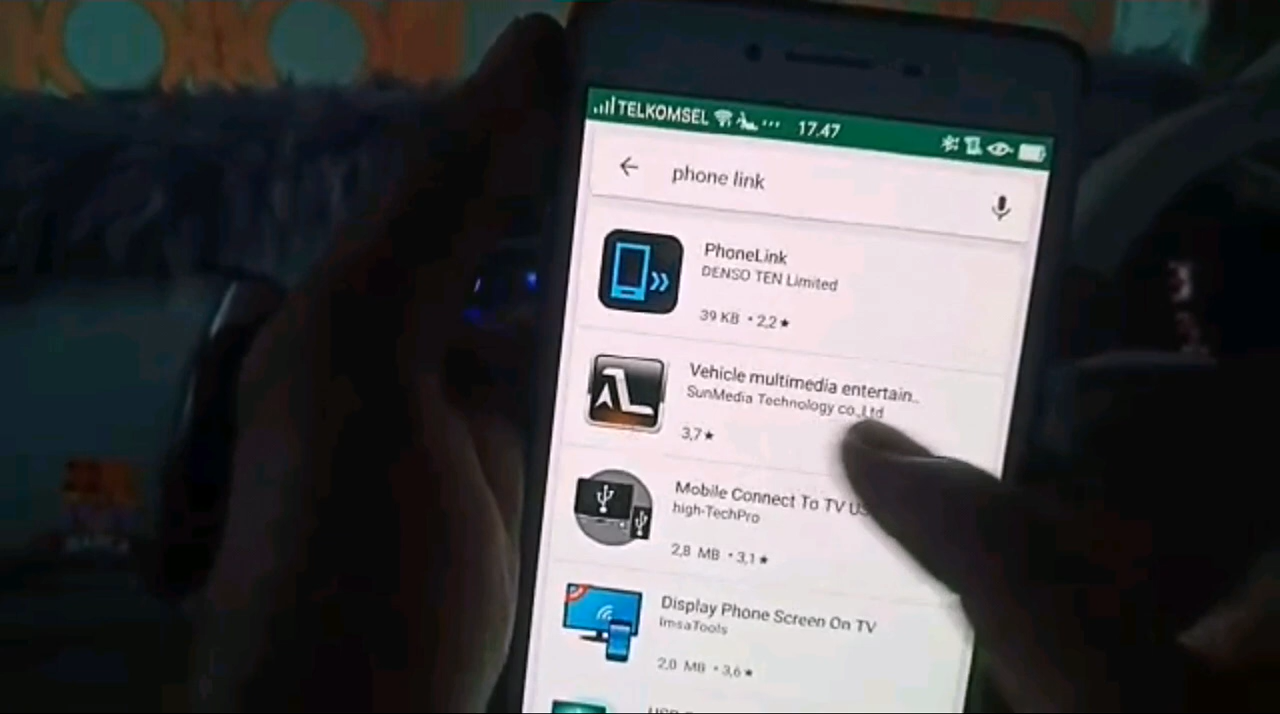 TELKOMSEL ... 17.47
phone link
PhoneLink
DENSO TEN Limited
39 KB • 2,2★
Vehicle multimedia entertain..
SunMedia Technology co.,Ltd
3,7★
Mobile Connect To TV US
high-TechPro
2,8 MB • 3,1★
Display Phone Screen On TV
ImsaTools
2,0 MB • 3,6★